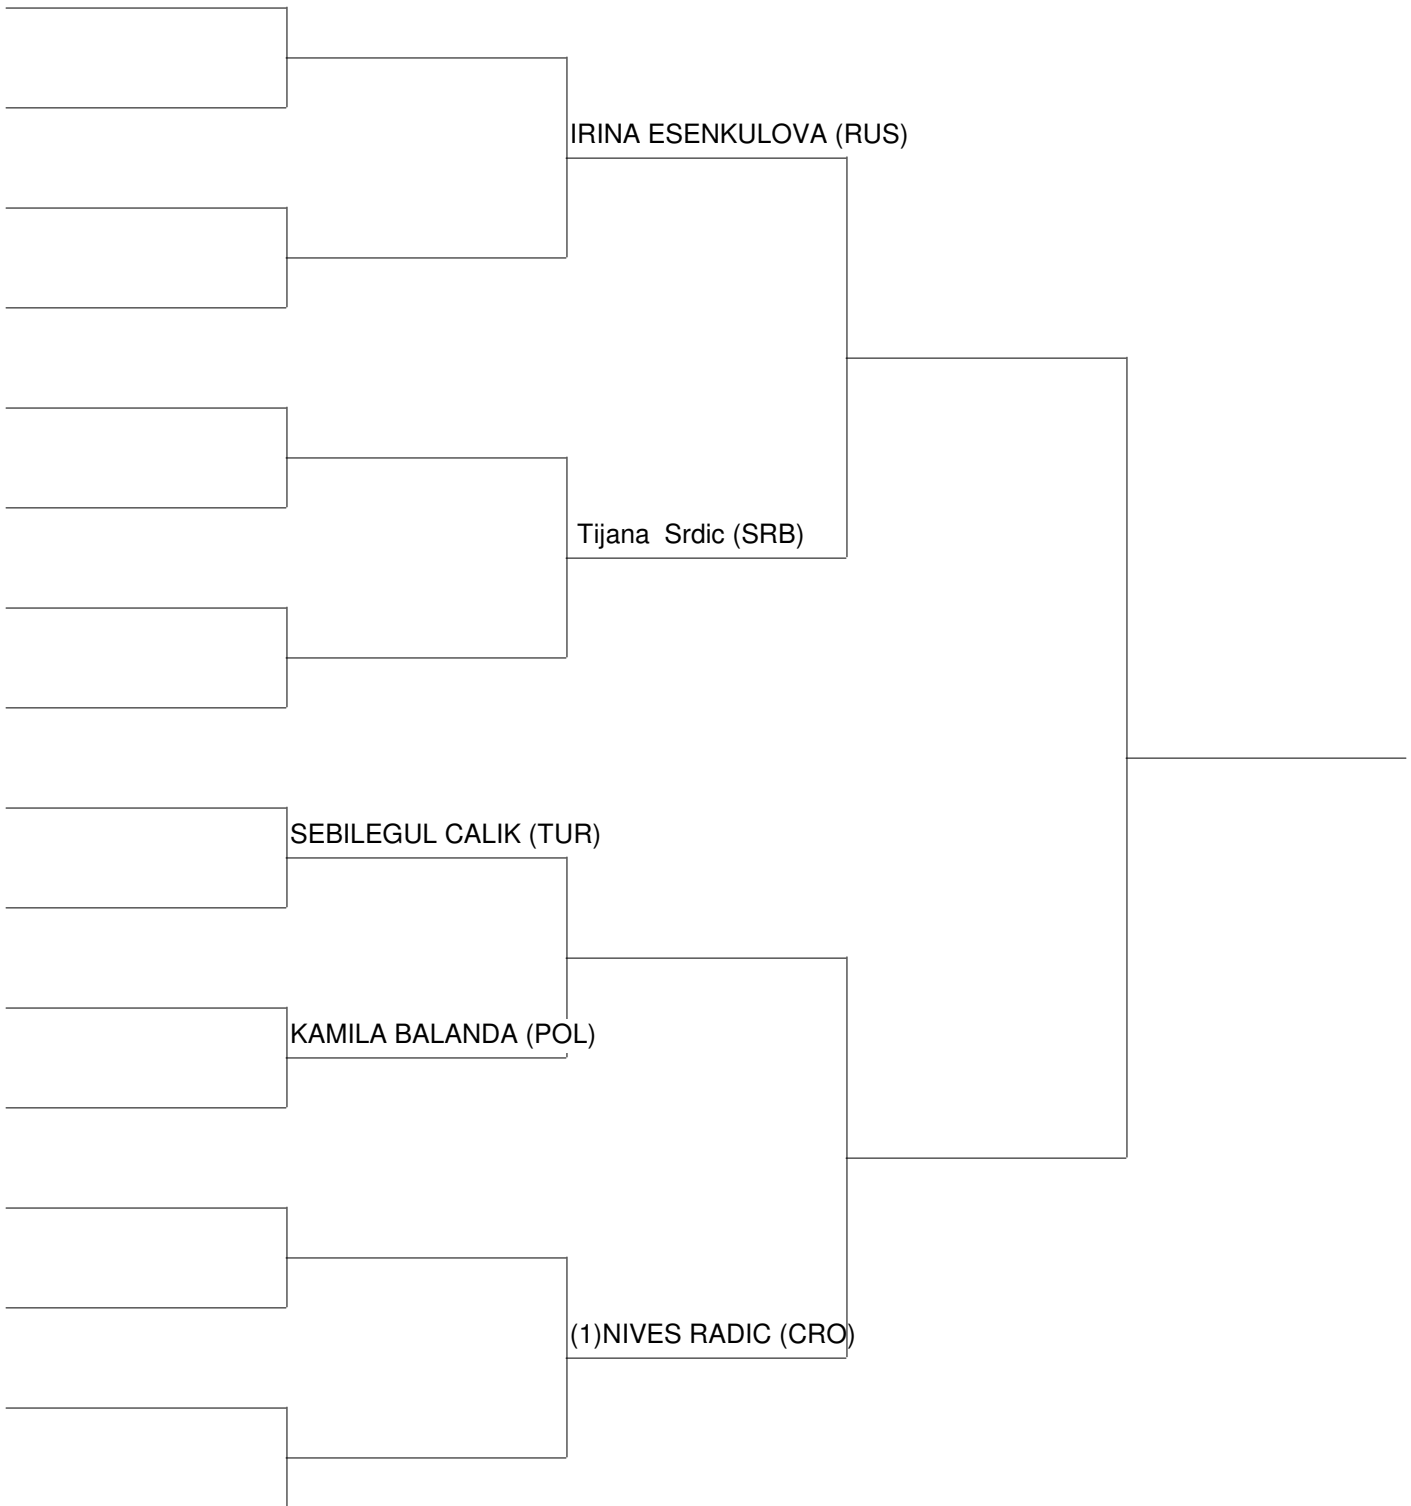 IRINA ESENKULOVA (RUS)
Tijana  Srdic (SRB)
SEBILEGUL CALIK (TUR)
KAMILA BALANDA (POL)
(1)NIVES RADIC (CRO)